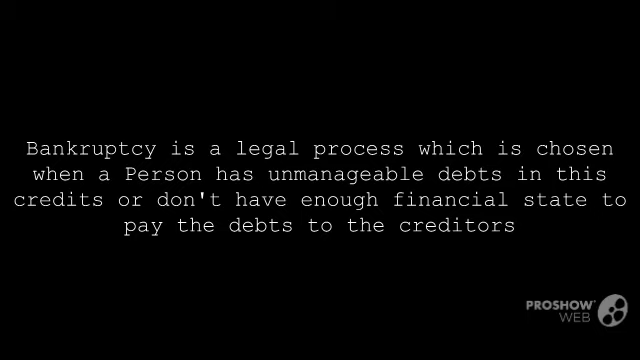 Bankruptcy is a legal process which is chosen
when a Person has unmanageable debts in this
credits or don't have enough financial state to
pay the debts to the creditors
PROSHOW
WEB